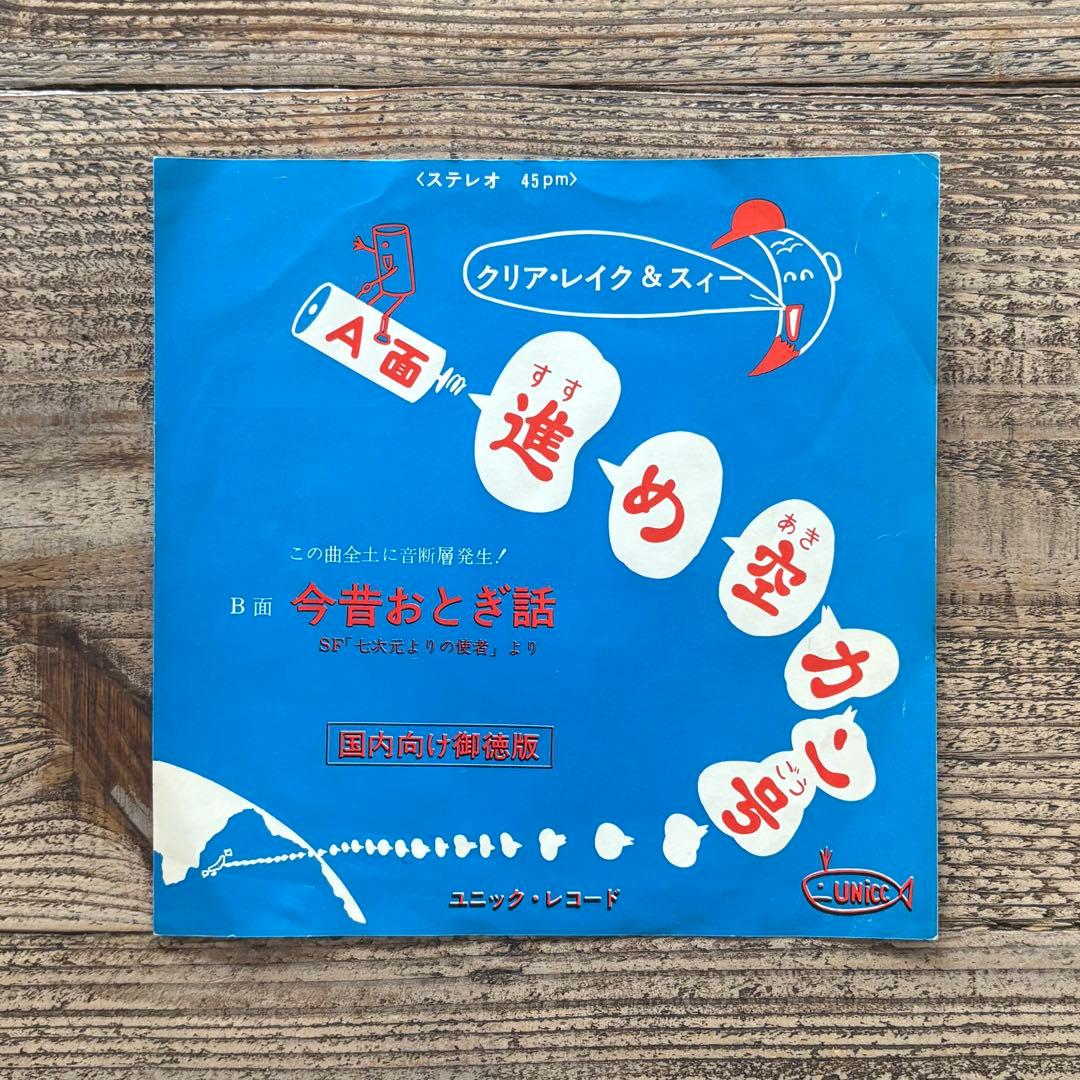 〈ステレオ 45pm〉
クリア・レイク&スィー
A面
すす
進め
あき
空カン
ごう
号
この曲全土に音断層発生!
B面 今昔おとぎ話
SF「七次元よりの使者」より
国内向け御徳版
ユニック・レコード
UNicc